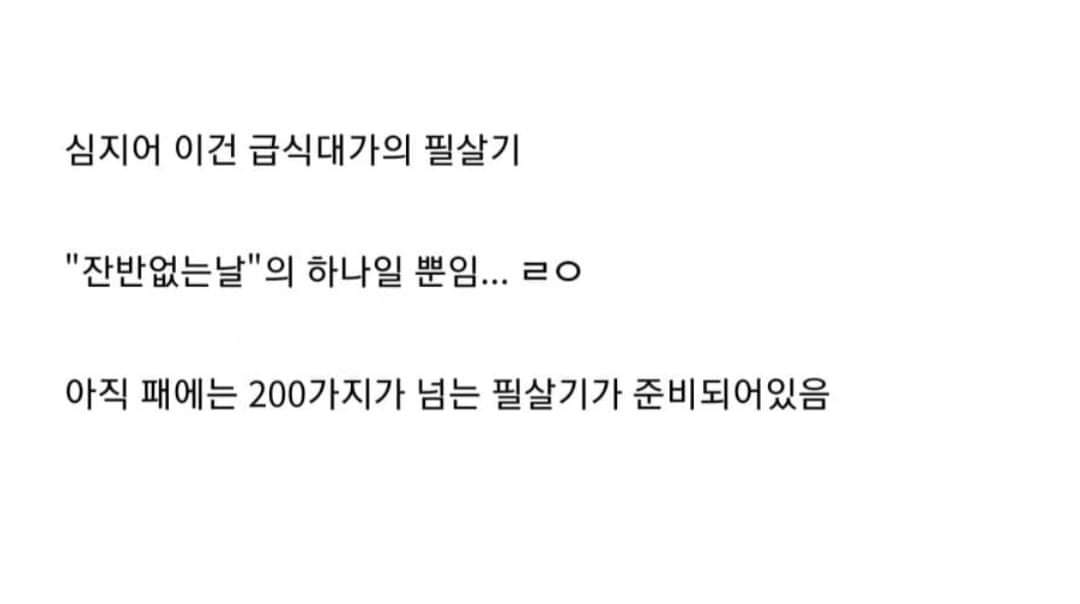 심지어 이건 급식대가의 필살기
"잔반없는날"의 하나일 뿐임... ㄹㅇ
아직 패에는 200가지가 넘는 필살기가 준비되어있음